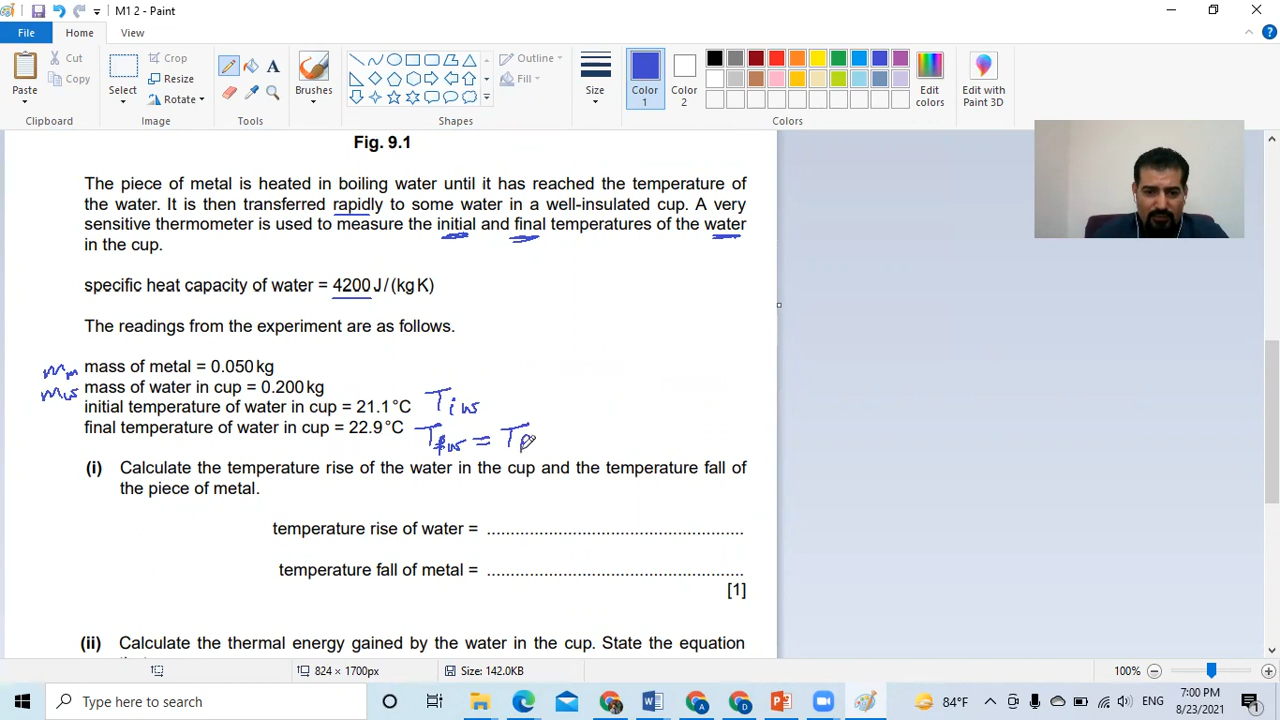 M1 2 - Paint
File
Home
View
Paste
Cut
Copy
Clipboard
Select
Crop
Resize
Rotate
Image
Tools
Brushes
Outline
Fill
Shapes
Size
Color
1
Color
2
Edit
colors
Colors
Edit with
Paint 3D
Fig. 9.1
The piece of metal is heated in boiling water until it has reached the temperature of
the water. It is then transferred rapidly to some water in a well-insulated cup. A very
sensitive thermometer is used to measure the initial and final temperatures of the water
in the cup.
specific heat capacity of water = 4200 J/(kg K)
The readings from the experiment are as follows.
mm mass of metal = 0.050 kg
mw mass of water in cup = 0.200 kg
initial temperature of water in cup = 21.1 °C Tiw
final temperature of water in cup = 22.9 °C Tfw = Tf
(i) Calculate the temperature rise of the water in the cup and the temperature fall of
the piece of metal.
temperature rise of water = ....................................................
temperature fall of metal = ....................................................
[1]
(ii) Calculate the thermal energy gained by the water in the cup. State the equation
824 × 1700px
Size: 142.0KB
100%
Type here to search
84°F
ENG
7:00 PM
8/23/2021